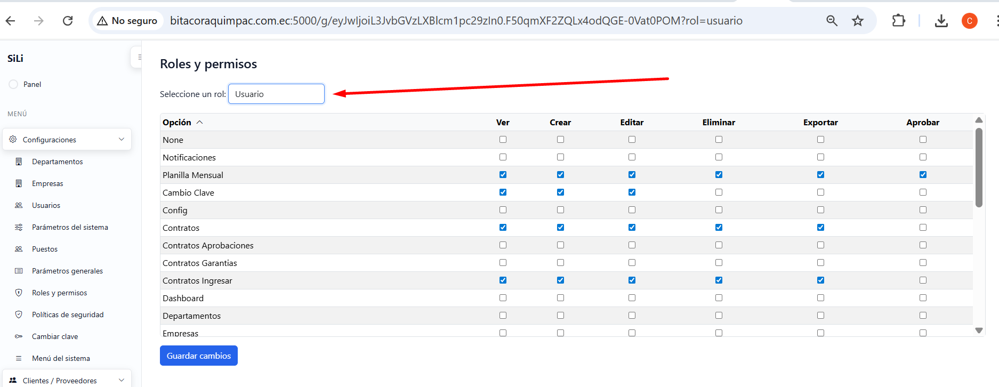 No seguro bitacoraquimpac.com.ec:5000/g/eyJwIjoiL3JvbGVzLXBlcm1pc29zIn0.F50qmXF2ZQLx4odQGE-0Vat0POM?rol=usuario
C
SiLi
Panel
MENÚ
Configuraciones
Departamentos
Empresas
Usuarios
Parámetros del sistema
Puestos
Parámetros generales
Roles y permisos
Políticas de seguridad
Cambiar clave
Menú del sistema
Clientes / Proveedores
Roles y permisos
Seleccione un rol: Usuario
Opción Ver Crear Editar Eliminar Exportar Aprobar
None
Notificaciones
Planilla Mensual
Cambio Clave
Config
Contratos
Contratos Aprobaciones
Contratos Garantias
Contratos Ingresar
Dashboard
Departamentos
Empresas
Guardar cambios